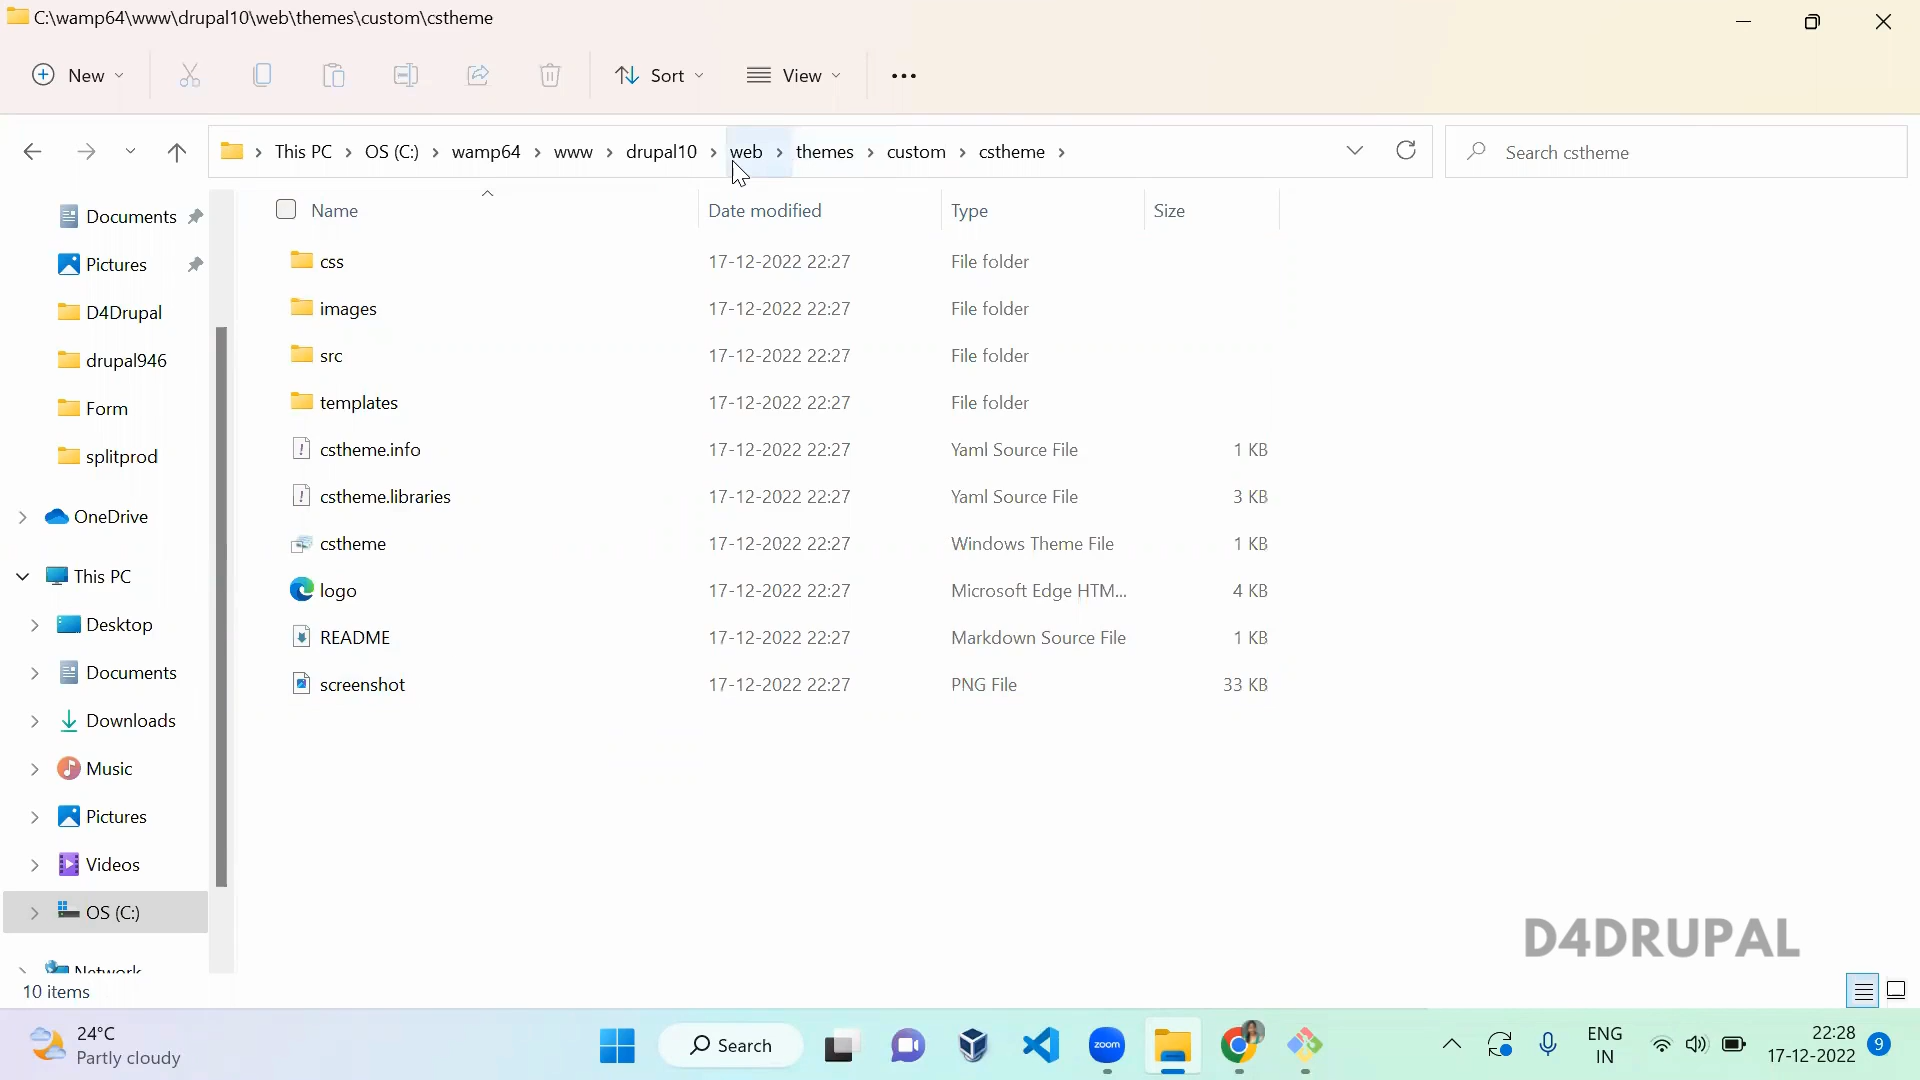 C:\wamp64\www\drupal10\web\themes\custom\cstheme
New
Sort
View
This PC > OS (C:) > wamp64 > www > drupal10 > web > themes > custom > cstheme >
Search cstheme
Name Date modified Type Size
Documents
Pictures
D4Drupal
drupal946
Form
splitprod
OneDrive
This PC
Desktop
Documents
Downloads
Music
Pictures
Videos
OS (C:)
Network
css 17-12-2022 22:27 File folder
images 17-12-2022 22:27 File folder
src 17-12-2022 22:27 File folder
templates 17-12-2022 22:27 File folder
cstheme.info 17-12-2022 22:27 Yaml Source File 1 KB
cstheme.libraries 17-12-2022 22:27 Yaml Source File 3 KB
cstheme 17-12-2022 22:27 Windows Theme File 1 KB
logo 17-12-2022 22:27 Microsoft Edge HTM... 4 KB
README 17-12-2022 22:27 Markdown Source File 1 KB
screenshot 17-12-2022 22:27 PNG File 33 KB
D4DRUPAL
10 items
24°C
Partly cloudy
Search
zoom
ENG
IN
22:28
17-12-2022
9